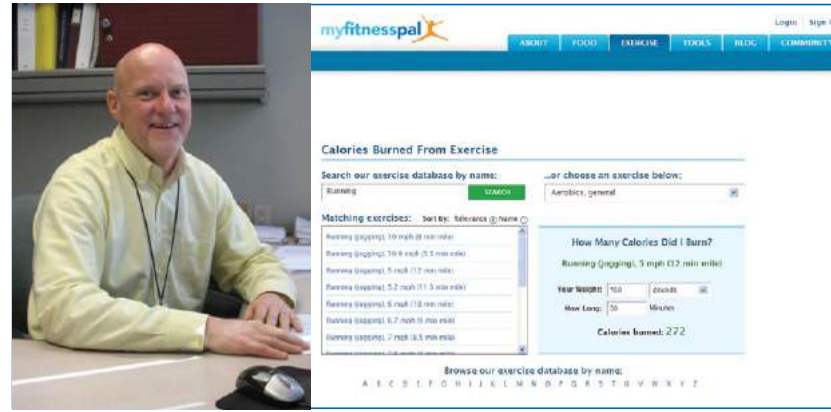 myfitnesspal
Login Sign
ABOUT FOOD EXERCISE TOOLS BLOG COMMUNITY
Calories Burned From Exercise
Search our exercise database by name:
Running SEARCH
...or choose an exercise below:
Aerobics, general
Matching exercises: Sort By: Relevance Name
Running (jogging), 10 mph (6 min mile)
Running (jogging), 10.9 mph (5.5 min mile)
Running (jogging), 5 mph (12 min mile)
Running (jogging), 5.2 mph (11.5 min mile)
Running (jogging), 6 mph (10 min mile)
Running (jogging), 6.7 mph (9 min mile)
Running (jogging), 7 mph (8.5 min mile)
How Many Calories Did I Burn?
Running (jogging), 5 mph (12 min mile)
Your Weight: pounds
How Long: Minutes
Calories burned: 272
Browse our exercise database by name:
A B C D E F G H I J K L M N O P Q R S T U V W X Y Z